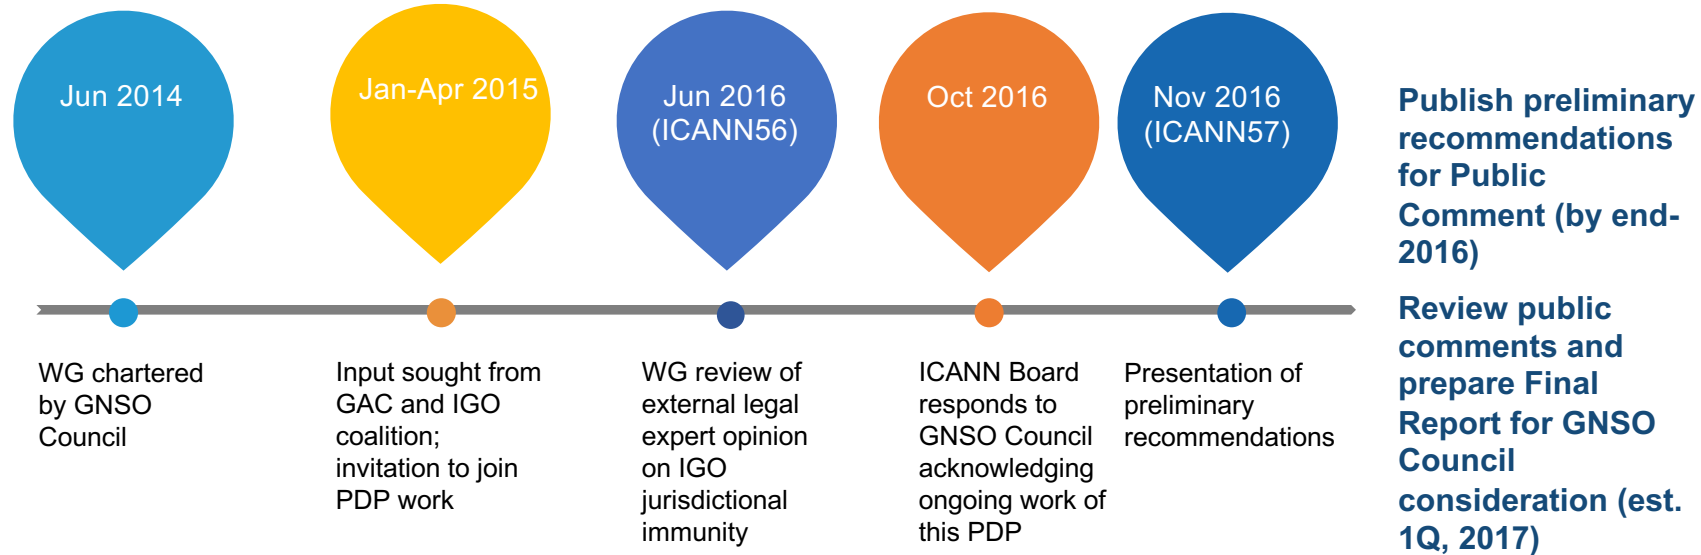 Jun 2014
Jan-Apr 2015
Jun 2016
(ICANN56)
Oct 2016
Nov 2016
(ICANN57)
WG chartered
by GNSO
Council
Input sought from
GAC and IGO
coalition;
invitation to join
PDP work
WG review of
external legal
expert opinion
on IGO
jurisdictional
immunity
ICANN Board
responds to
GNSO Council
acknowledging
ongoing work of
this PDP
Presentation of
preliminary
recommendations
Publish preliminary
recommendations
for Public
Comment (by end-
2016)
Review public
comments and
prepare Final
Report for GNSO
Council
consideration (est.
1Q, 2017)